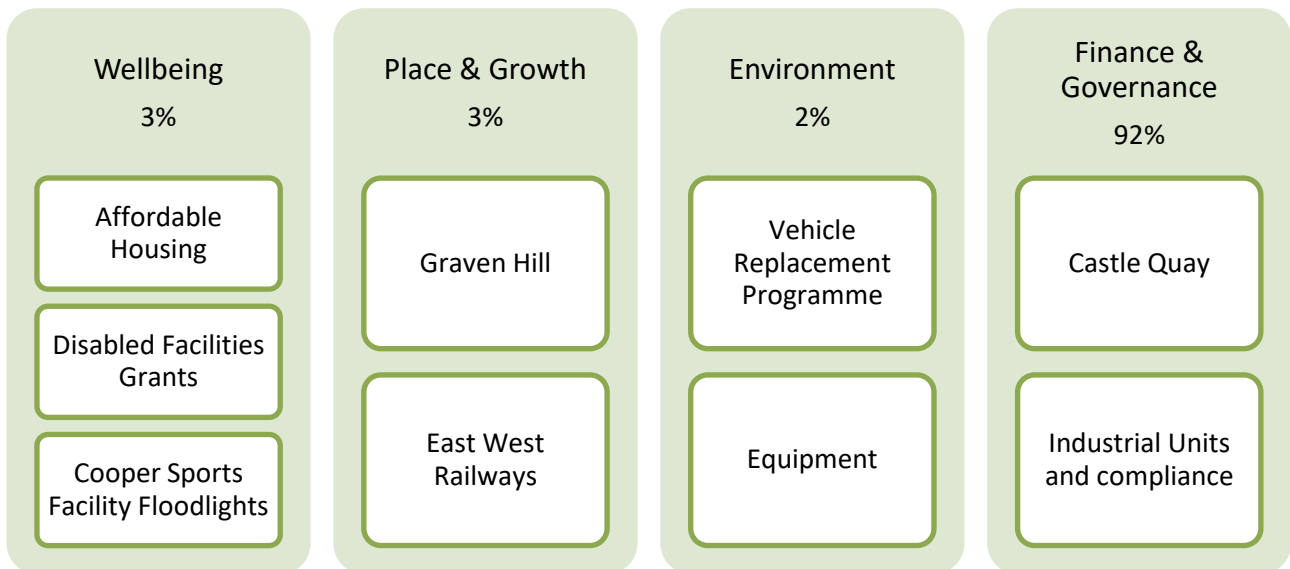 Wellbeing
3%
Affordable
Housing
Disabled Facilities
Grants
Cooper Sports
Facility Floodlights
Place & Growth
3%
Graven Hill
East West
Railways
Environment
2%
Vehicle
Replacement
Programme
Equipment
Finance &
Governance
92%
Castle Quay
Industrial Units
and compliance